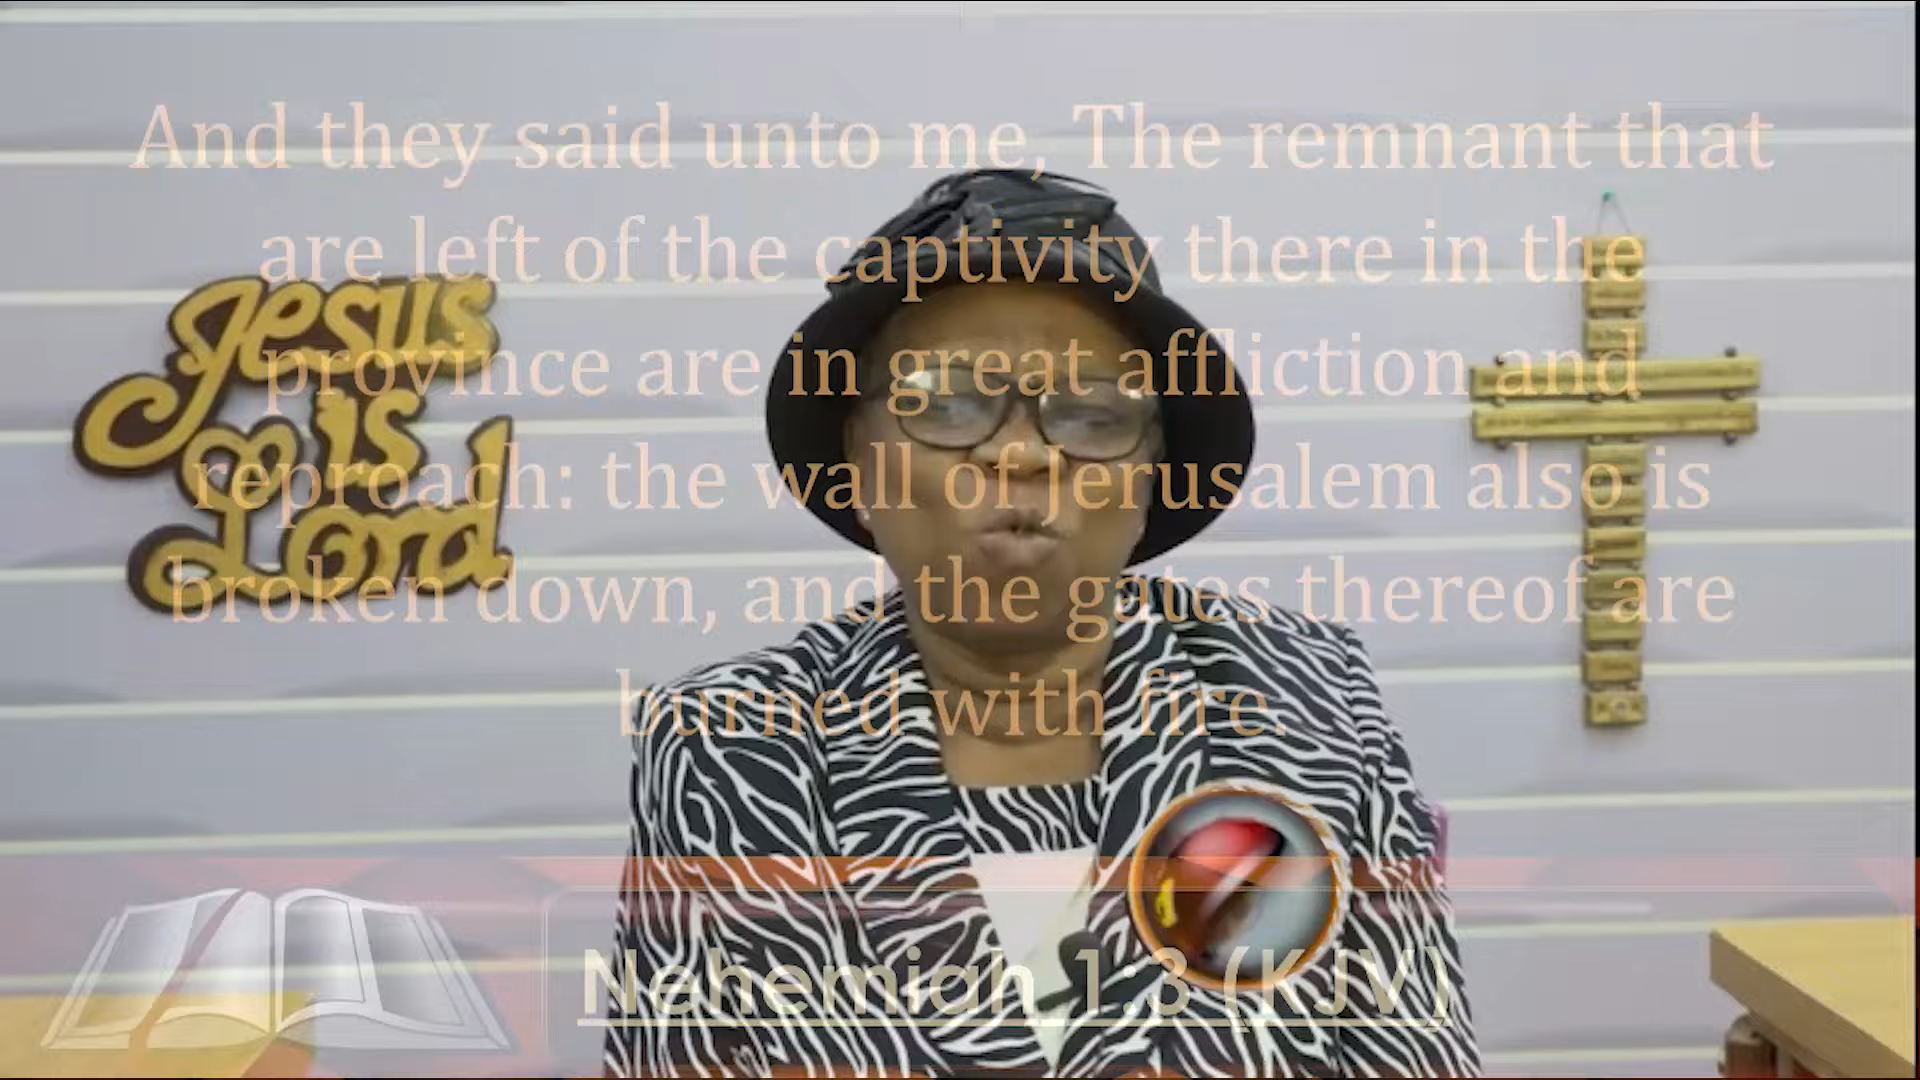 And they said unto me, The remnant that
are left of the captivity there in the
province are in great affliction and
reproach: the wall of Jerusalem also is
broken down, and the gates thereof are
burned with fire.
Jesus
is
Lord
Nehemiah 1:3 (KJV)